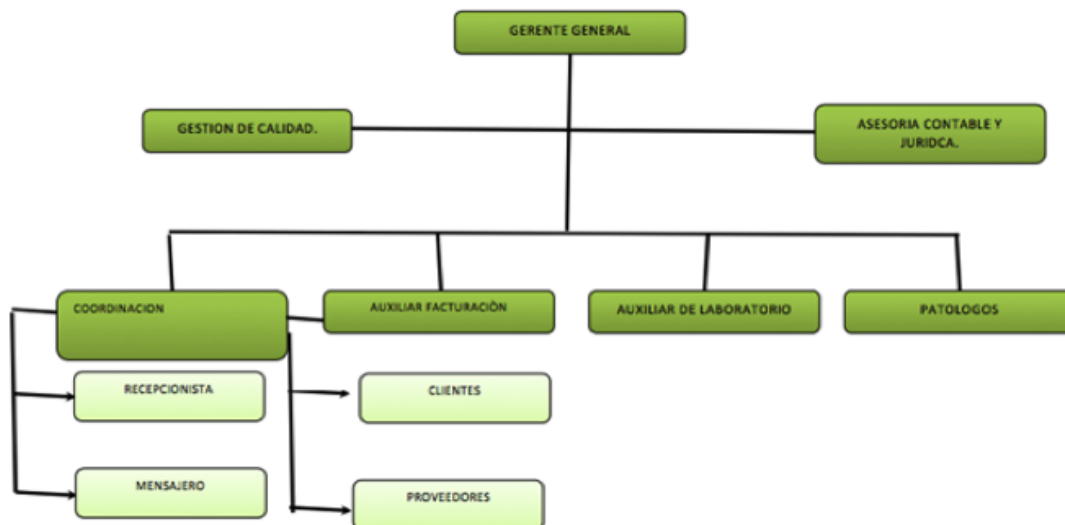 GERENTE GENERAL
GESTION DE CALIDAD.
ASESORIA CONTABLE Y
JURIDCA.
COORDINACION
AUXILIAR FACTURACIÒN
AUXILIAR DE LABORATORIO
PATOLOGOS
RECEPCIONISTA
CLIENTES
MENSAJERO
PROVEEDORES